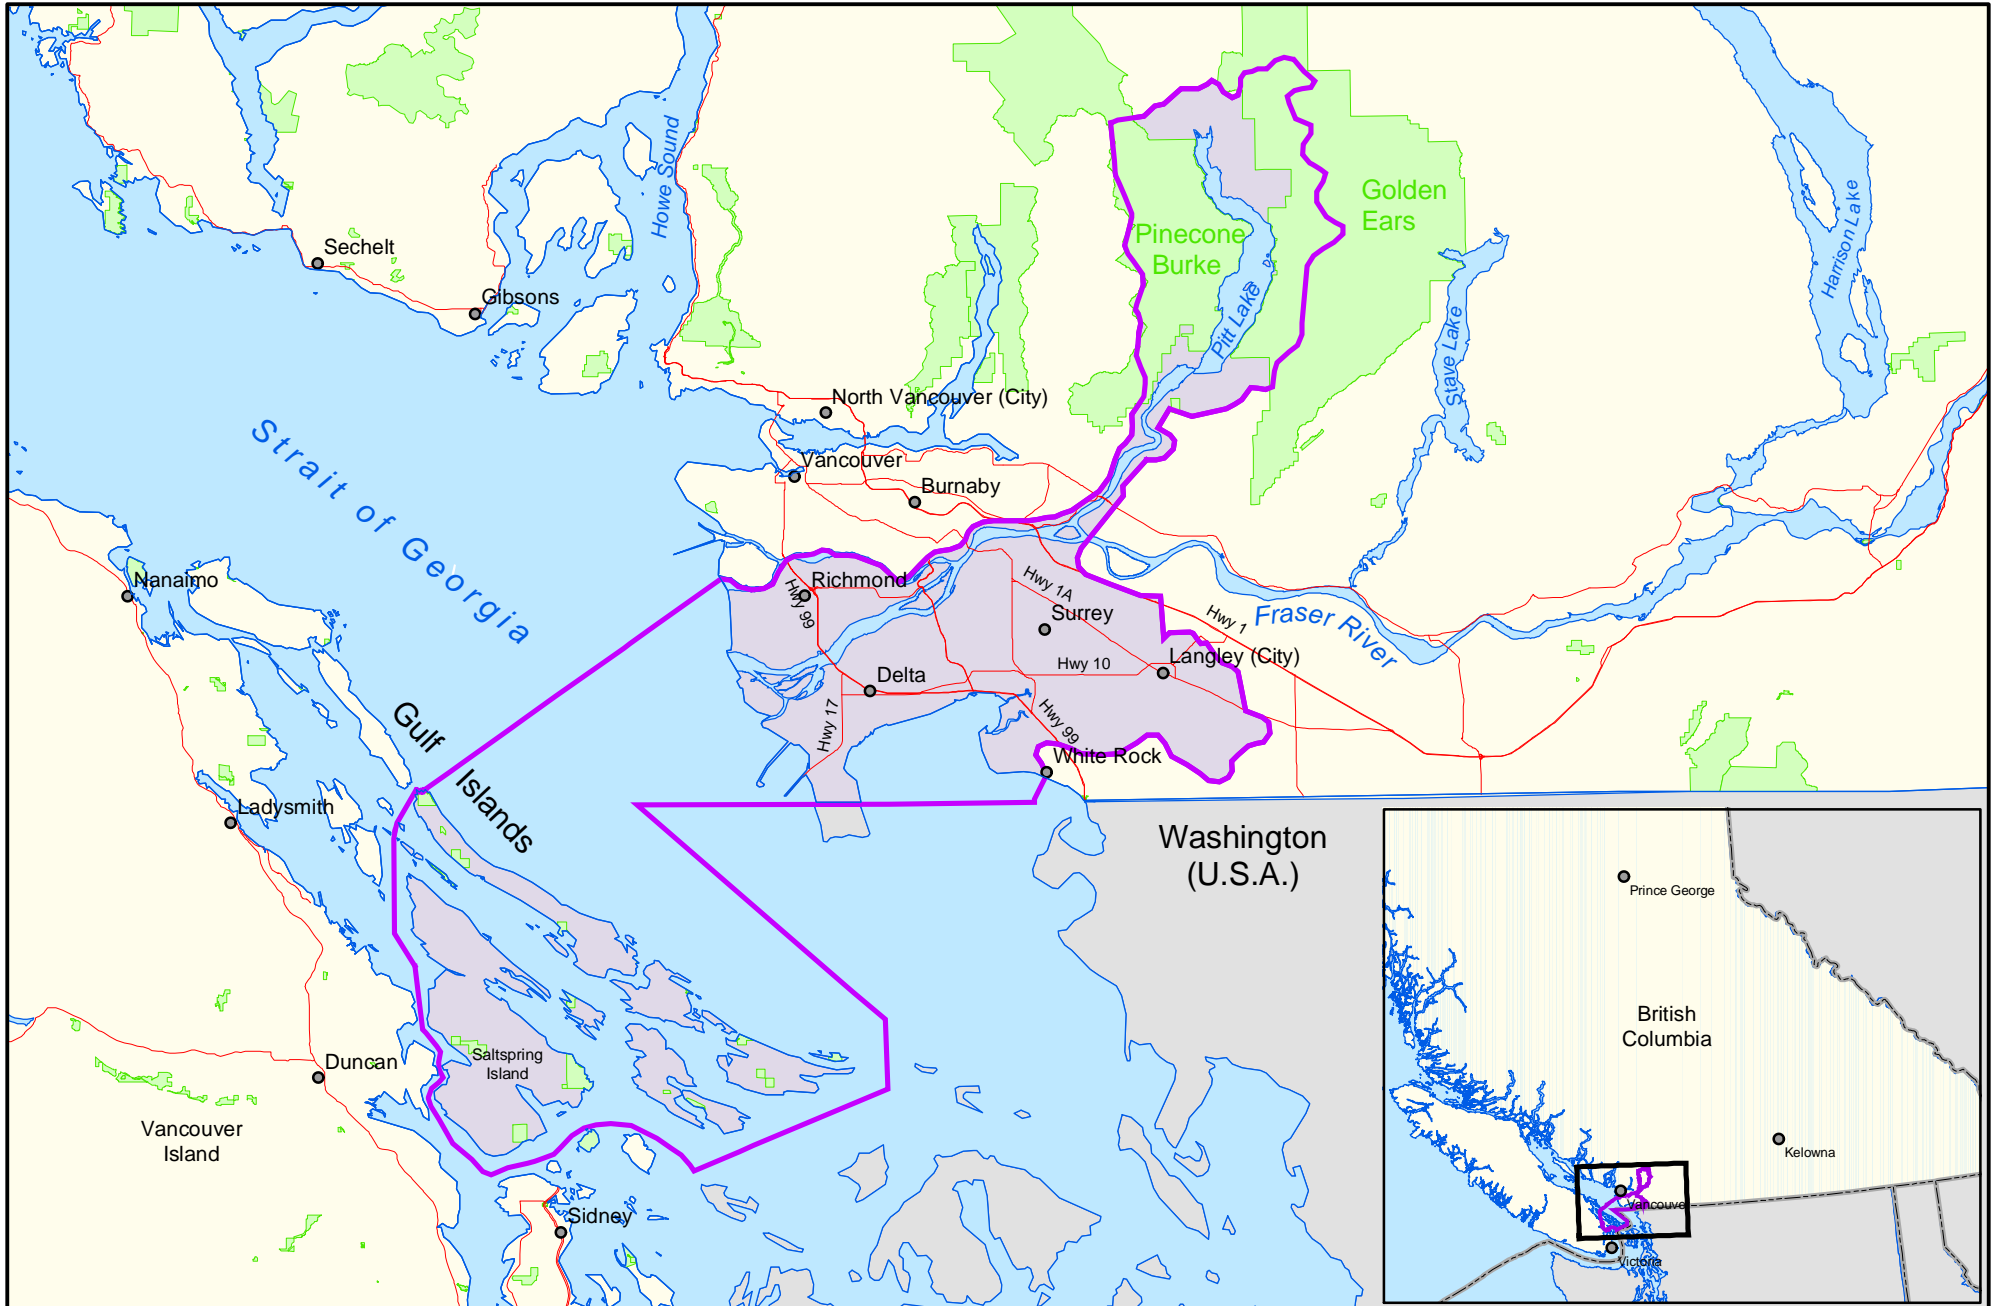 Howe Sound
Golden
Ears
Pinecone
Burke
Harrison Lake
Sechelt
Gibsons
Pitt Lake
Stave Lake
North Vancouver (City)
Strait of Georgia
Vancouver
Burnaby
Nanaimo
Richmond
Hwy 99
Hwy 1A
Surrey
Hwy 1
Fraser River
Langley (City)
Hwy 10
Delta
Hwy 17
Hwy 99
White Rock
Gulf
Islands
Ladysmith
Washington
(U.S.A.)
Prince George
British
Columbia
Saltspring
Island
Duncan
Vancouver
Island
Kelowna
Sidney
Vancouve
Victoria